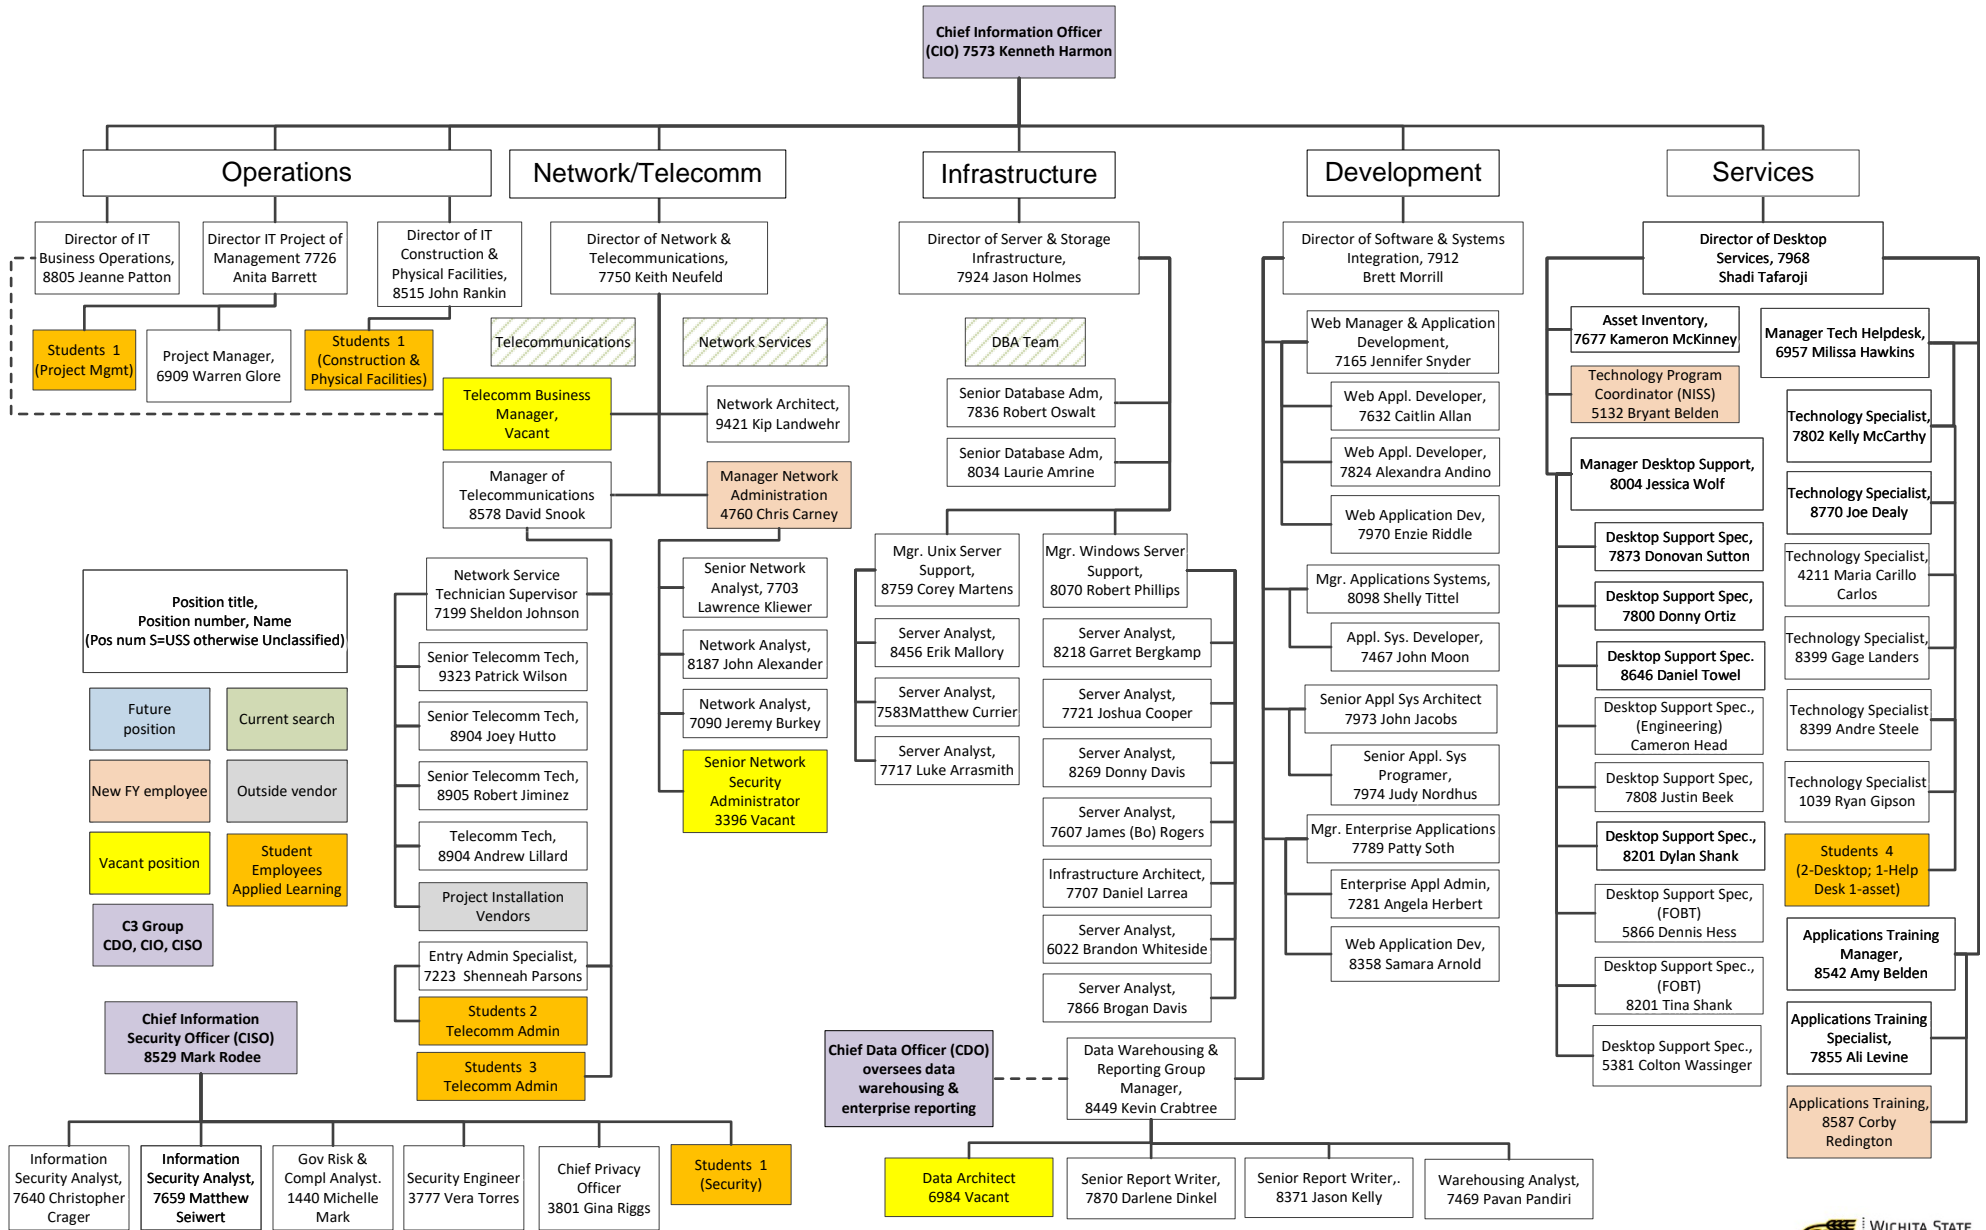 Chief Information Officer
(CIO) 7573 Kenneth Harmon
Operations
Network/Telecomm
Infrastructure
Development
Services
Director of IT
Business Operations,
8805 Jeanne Patton
Director IT Project of
Management 7726
Anita Barrett
Director of IT
Construction &
Physical Facilities,
8515 John Rankin
Director of Network &
Telecommunications,
7750 Keith Neufeld
Director of Server & Storage
Infrastructure,
7924 Jason Holmes
Director of Software & Systems
Integration, 7912
Brett Morrill
Director of Desktop
Services, 7968
Shadi Tafaroji
Students 1
(Project Mgmt)
Project Manager,
6909 Warren Glore
Students 1
(Construction &
Physical Facilities)
Telecommunications
Network Services
Telecomm Business
Manager,
Vacant
Network Architect,
9421 Kip Landwehr
Manager of
Telecommunications
8578 David Snook
Manager Network
Administration
4760 Chris Carney
Network Service
Technician Supervisor
7199 Sheldon Johnson
Senior Telecomm Tech,
9323 Patrick Wilson
Senior Telecomm Tech,
8904 Joey Hutto
Senior Telecomm Tech,
8905 Robert Jiminez
Telecomm Tech,
8904 Andrew Lillard
Project Installation
Vendors
Entry Admin Specialist,
7223 Shenneah Parsons
Students 2
Telecomm Admin
Students 3
Telecomm Admin
Senior Network
Analyst, 7703
Lawrence Kliewer
Network Analyst,
8187 John Alexander
Network Analyst,
7090 Jeremy Burkey
Senior Network
Security
Administrator
3396 Vacant
DBA Team
Senior Database Adm,
7836 Robert Oswalt
Senior Database Adm,
8034 Laurie Amrine
Mgr. Unix Server
Support,
8759 Corey Martens
Server Analyst,
8456 Erik Mallory
Server Analyst,
7583Matthew Currier
Server Analyst,
7717 Luke Arrasmith
Mgr. Windows Server
Support,
8070 Robert Phillips
Server Analyst,
8218 Garret Bergkamp
Server Analyst,
7721 Joshua Cooper
Server Analyst,
8269 Donny Davis
Server Analyst,
7607 James (Bo) Rogers
Infrastructure Architect,
7707 Daniel Larrea
Server Analyst,
6022 Brandon Whiteside
Server Analyst,
7866 Brogan Davis
Web Manager & Application
Development,
7165 Jennifer Snyder
Web Appl. Developer,
7632 Caitlin Allan
Web Appl. Developer,
7824 Alexandra Andino
Web Application Dev,
7970 Enzie Riddle
Mgr. Applications Systems,
8098 Shelly Tittel
Appl. Sys. Developer,
7467 John Moon
Senior Appl Sys Architect
7973 John Jacobs
Senior Appl. Sys
Programer,
7974 Judy Nordhus
Mgr. Enterprise Applications
7789 Patty Soth
Enterprise Appl Admin,
7281 Angela Herbert
Web Application Dev,
8358 Samara Arnold
Asset Inventory,
7677 Kameron McKinney
Technology Program
Coordinator (NISS)
5132 Bryant Belden
Manager Desktop Support,
8004 Jessica Wolf
Desktop Support Spec,
7873 Donovan Sutton
Desktop Support Spec,
7800 Donny Ortiz
Desktop Support Spec.
8646 Daniel Towel
Desktop Support Spec.,
(Engineering)
Cameron Head
Desktop Support Spec,
7808 Justin Beek
Desktop Support Spec.,
8201 Dylan Shank
Desktop Support Spec,
(FOBT)
5866 Dennis Hess
Desktop Support Spec.,
(FOBT)
8201 Tina Shank
Desktop Support Spec.,
5381 Colton Wassinger
Manager Tech Helpdesk,
6957 Milissa Hawkins
Technology Specialist,
7802 Kelly McCarthy
Technology Specialist,
8770 Joe Dealy
Technology Specialist,
4211 Maria Carillo
Carlos
Technology Specialist,
8399 Gage Landers
Technology Specialist
8399 Andre Steele
Technology Specialist
1039 Ryan Gipson
Students 4
(2-Desktop; 1-Help
Desk 1-asset)
Applications Training
Manager,
8542 Amy Belden
Applications Training
Specialist,
7855 Ali Levine
Applications Training,
8587 Corby
Redington
Position title,
Position number, Name
(Pos num S=USS otherwise Unclassified)
Future
position
Current search
New FY employee
Outside vendor
Vacant position
Student
Employees
Applied Learning
C3 Group
CDO, CIO, CISO
Chief Information
Security Officer (CISO)
8529 Mark Rodee
Information
Security Analyst,
7640 Christopher
Crager
Information
Security Analyst,
7659 Matthew
Seiwert
Gov Risk &
Compl Analyst.
1440 Michelle
Mark
Security Engineer
3777 Vera Torres
Chief Privacy
Officer
3801 Gina Riggs
Students 1
(Security)
Chief Data Officer (CDO)
oversees data
warehousing &
enterprise reporting
Data Warehousing &
Reporting Group
Manager,
8449 Kevin Crabtree
Data Architect
6984 Vacant
Senior Report Writer,
7870 Darlene Dinkel
Senior Report Writer,.
8371 Jason Kelly
Warehousing Analyst,
7469 Pavan Pandiri
WICHITA STATE